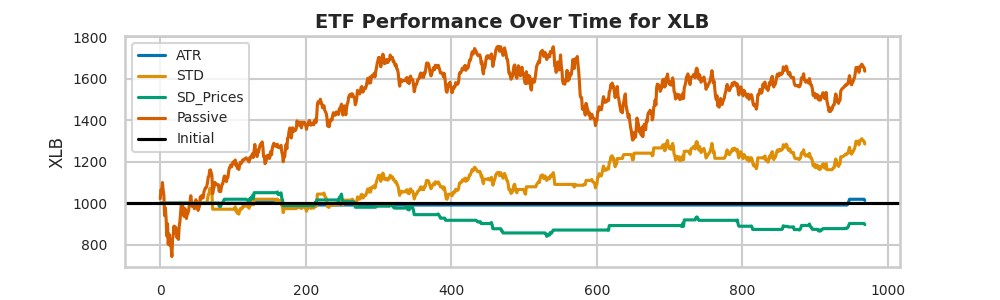 ETF Performance Over Time for XLB
1800
1600
1400
1200
1000
800
XLB
ATR
STD
SD_Prices
Passive
Initial
0 200 400 600 800 1000